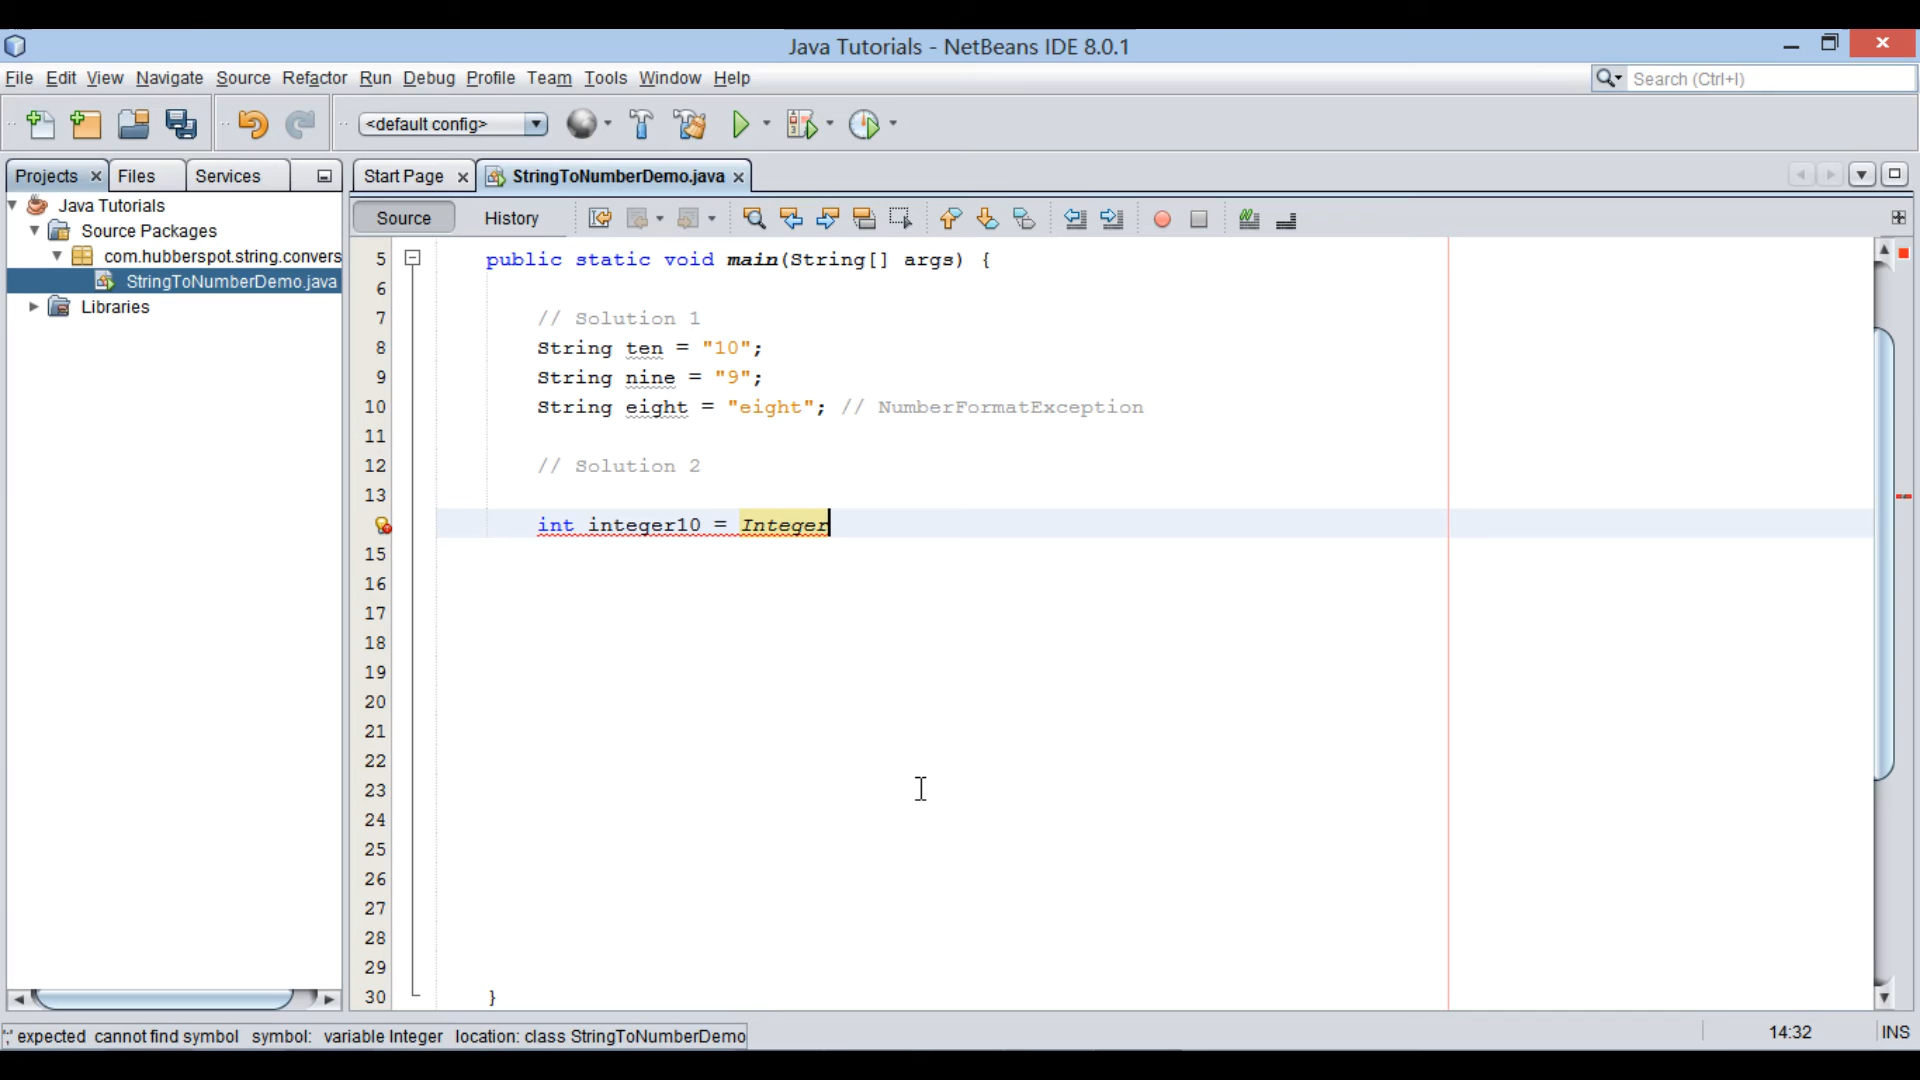 Java Tutorials - NetBeans IDE 8.0.1
File Edit View Navigate Source Refactor Run Debug Profile Team Tools Window Help
Search (Ctrl+I)
<default config>
Projects Files Services
Start Page StringToNumberDemo.java
Java Tutorials
Source Packages
com.hubberspot.string.convers
StringToNumberDemo.java
Libraries
Source History
5 public static void main(String[] args) {
6
7 // Solution 1
8 String ten = "10";
9 String nine = "9";
10 String eight = "eight"; // NumberFormatException
11
12 // Solution 2
13
int integer10 = Integer
15
16
17
18
19
20
21
22
23
24
25
26
27
28
29
30 }
';' expected cannot find symbol symbol: variable Integer location: class StringToNumberDemo
14:32 INS